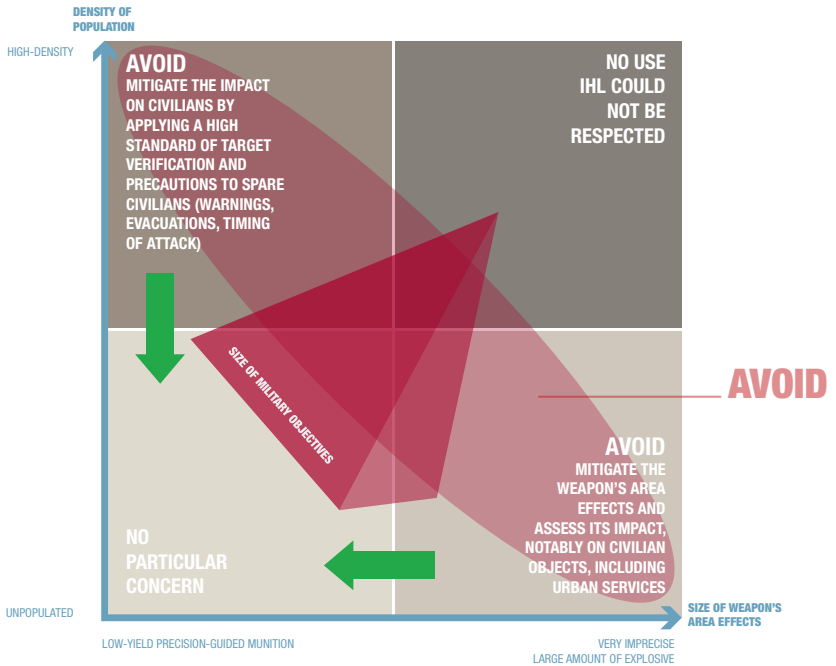 DENSITY OF
POPULATION
HIGH-DENSITY
AVOID
MITIGATE THE IMPACT
ON CIVILIANS BY
APPLYING A HIGH
STANDARD OF TARGET
VERIFICATION AND
PRECAUTIONS TO SPARE
CIVILIANS (WARNINGS,
EVACUATIONS, TIMING
OF ATTACK)
NO USE
IHL COULD
NOT BE
RESPECTED
SIZE OF MILITARY OBJECTIVES
AVOID
AVOID
MITIGATE THE
WEAPON'S AREA
EFFECTS AND
ASSESS ITS IMPACT,
NOTABLY ON CIVILIAN
OBJECTS, INCLUDING
URBAN SERVICES
NO
PARTICULAR
CONCERN
UNPOPULATED
SIZE OF WEAPON'S
AREA EFFECTS
LOW-YIELD PRECISION-GUIDED MUNITION
VERY IMPRECISE
LARGE AMOUNT OF EXPLOSIVE